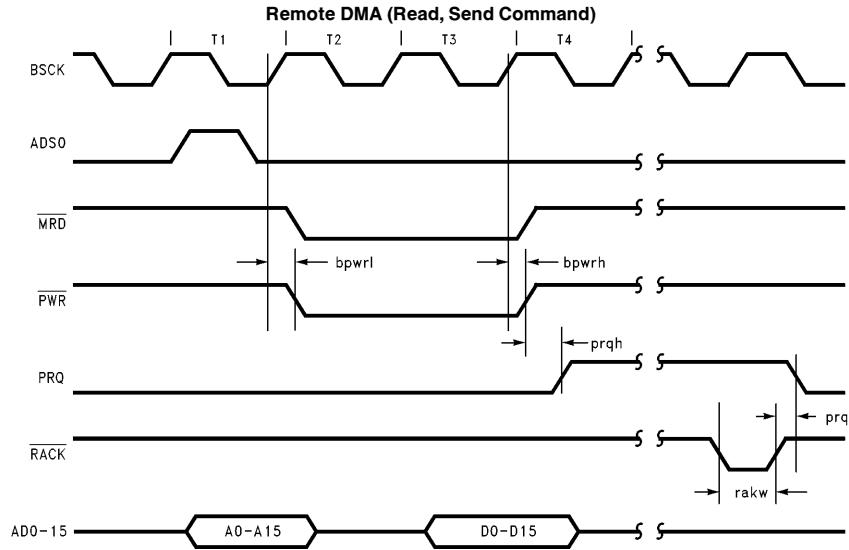 Remote DMA (Read, Send Command)
T1 T2 T3 T4
BSCK
ADS0
MRD
bpwrl bpwrh
PWR
prqh
PRQ
prq
RACK
rakw
AD0-15 A0-A15 D0-D15